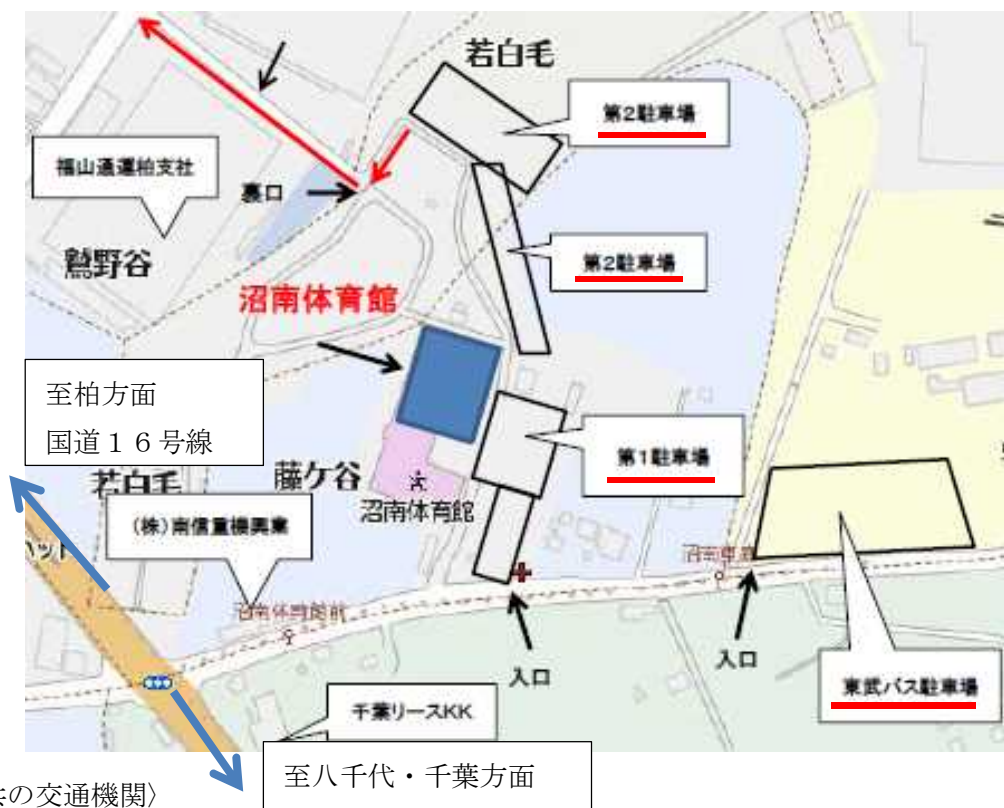 若白毛
第2駐車場
福山通運柏支社
裏口
鷲野谷
第2駐車場
沼南体育館
至柏方面
国道１６号線
第1駐車場
若白毛
藤ケ谷
沼南体育館
(株)南信重機興業
沼南車庫
沼南体育館前
入口
入口
東武バス駐車場
千葉リースKK
至八千代・千葉方面
の交通機関〉